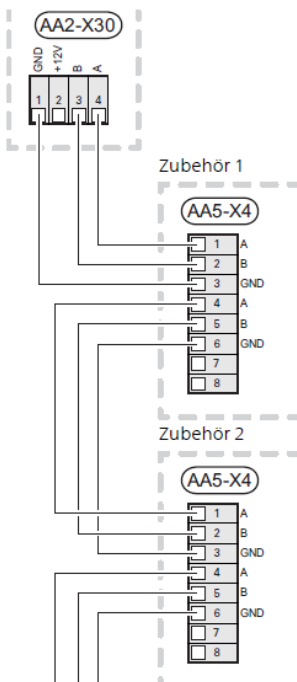 AA2-X30
GND
+12V
B
A
1 2 3 4
Zubehör 1
AA5-X4
1 A
2 B
3 GND
4 A
5 B
6 GND
7
8
Zubehör 2
AA5-X4
1 A
2 B
3 GND
4 A
5 B
6 GND
7
8